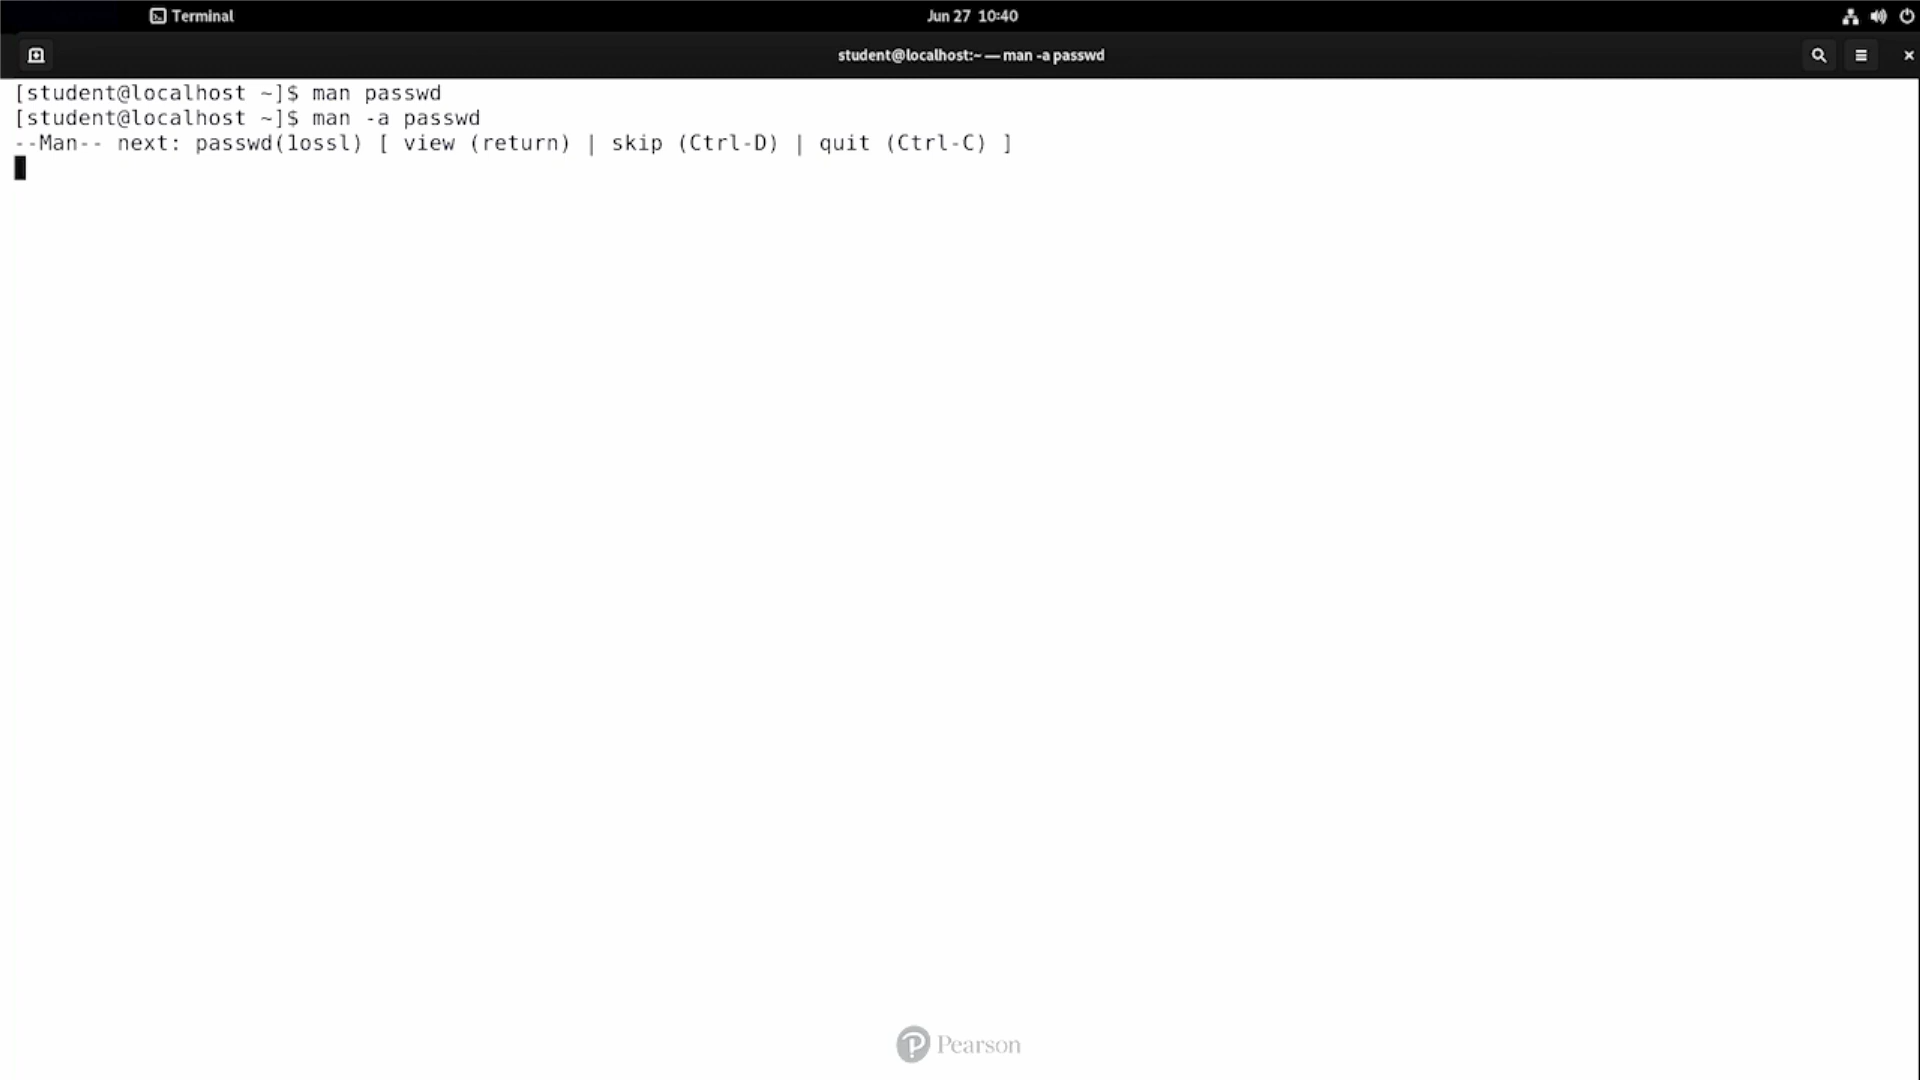 Terminal
Jun 27 10:40
student@localhost:~ — man -a passwd
[student@localhost ~]$ man passwd
[student@localhost ~]$ man -a passwd
--Man-- next: passwd(lossl) [ view (return) | skip (Ctrl-D) | quit (Ctrl-C) ]
Pearson